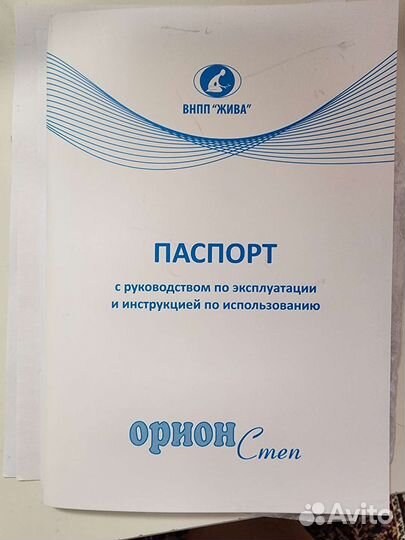 ВНПП "ЖИВА"
ПАСПОРТ
с руководством по эксплуатации
и инструкцией по использованию
орион Степ
Avito